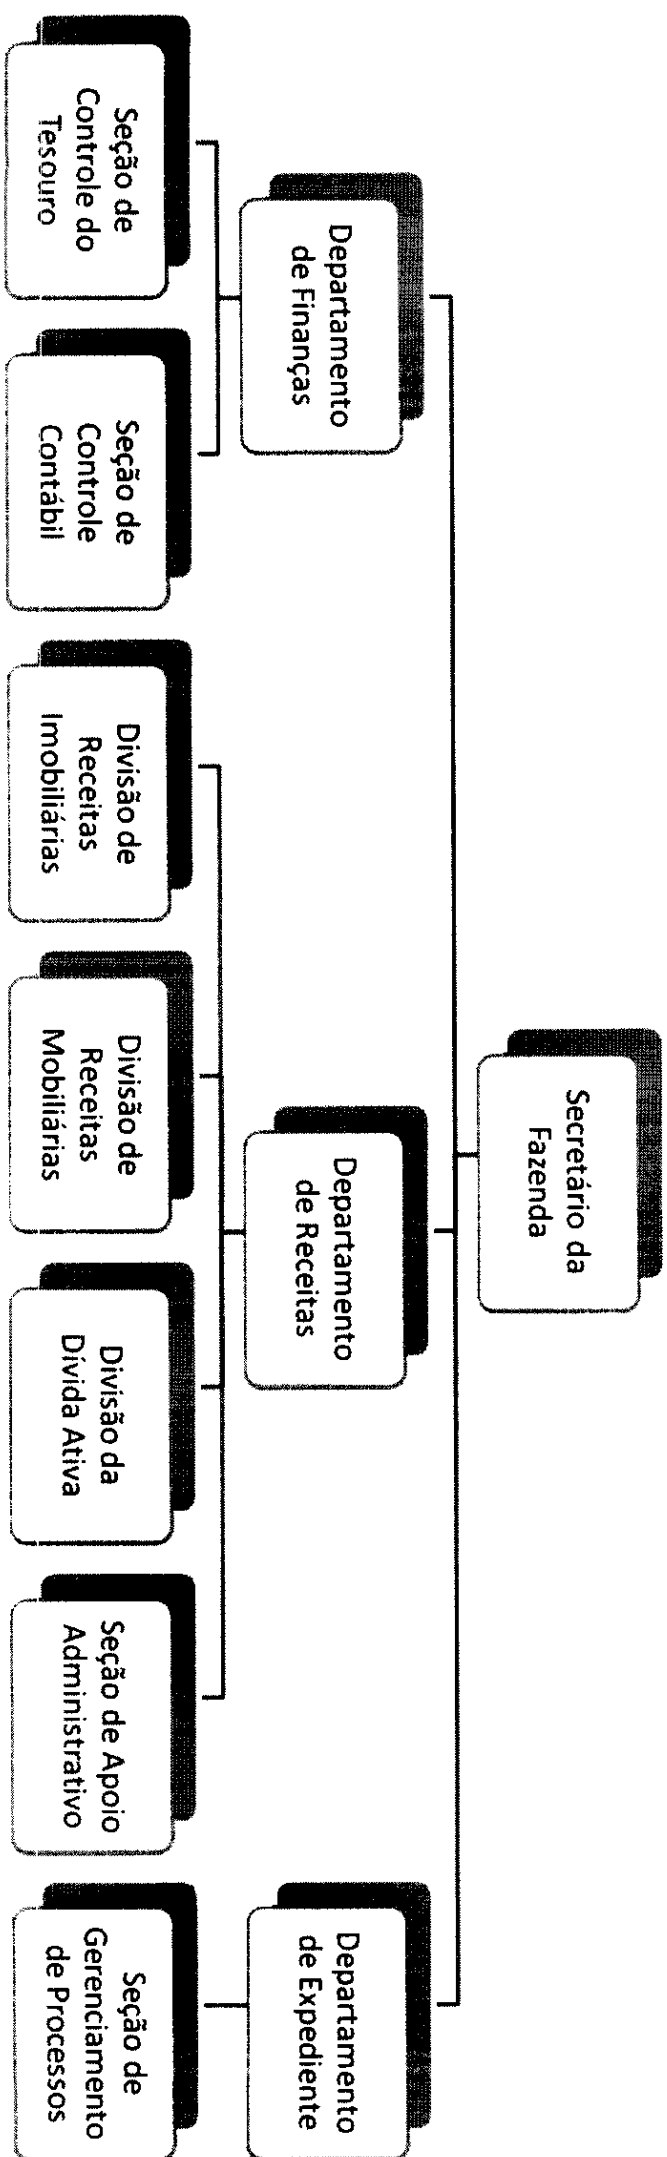 Secretário da
Fazenda
Departamento
de Finanças
Departamento
de Receitas
Departamento
de Expediente
Seção de
Controle do
Tesouro
Seção de
Controle
Contábil
Divisão de
Receitas
Imobiliárias
Divisão de
Receitas
Mobiliárias
Divisão da
Dívida Ativa
Seção de Apoio
Administrativo
Seção de
Gerenciamento
de Processos